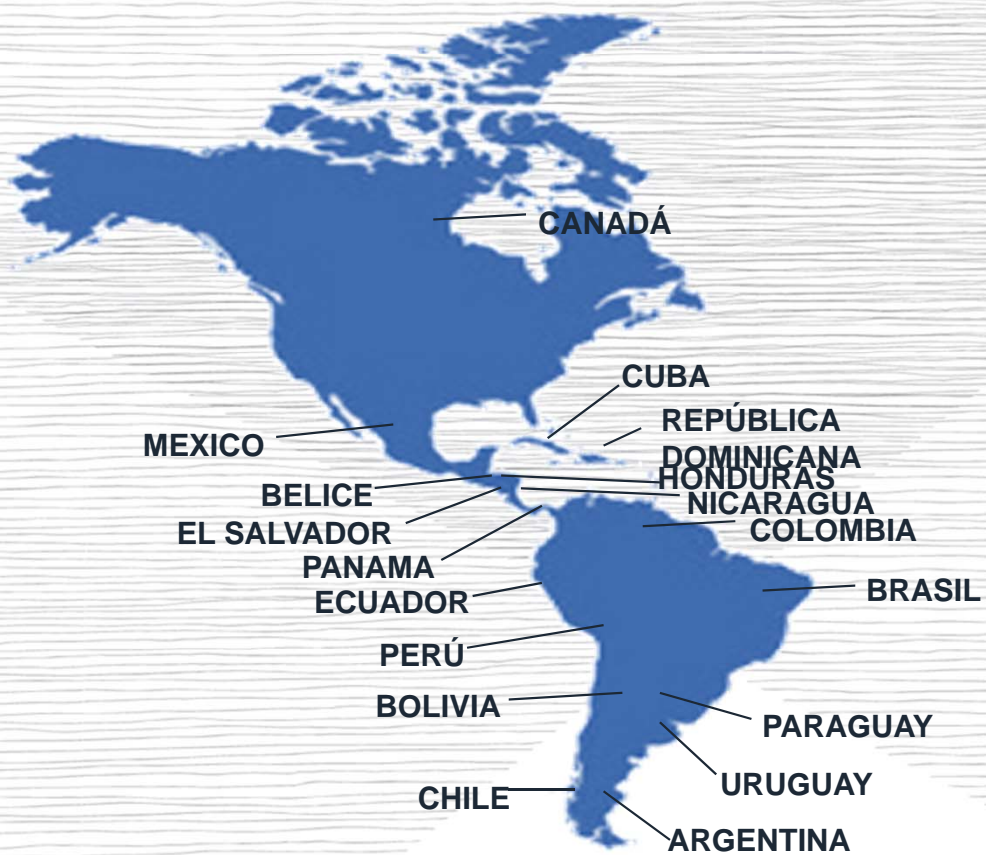 CANADÁ
CUBA
REPÚBLICA
DOMINICANA
MEXICO
HONDURAS
BELICE
NICARAGUA
EL SALVADOR
COLOMBIA
PANAMA
BRASIL
ECUADOR
PERÚ
BOLIVIA
PARAGUAY
URUGUAY
CHILE
ARGENTINA